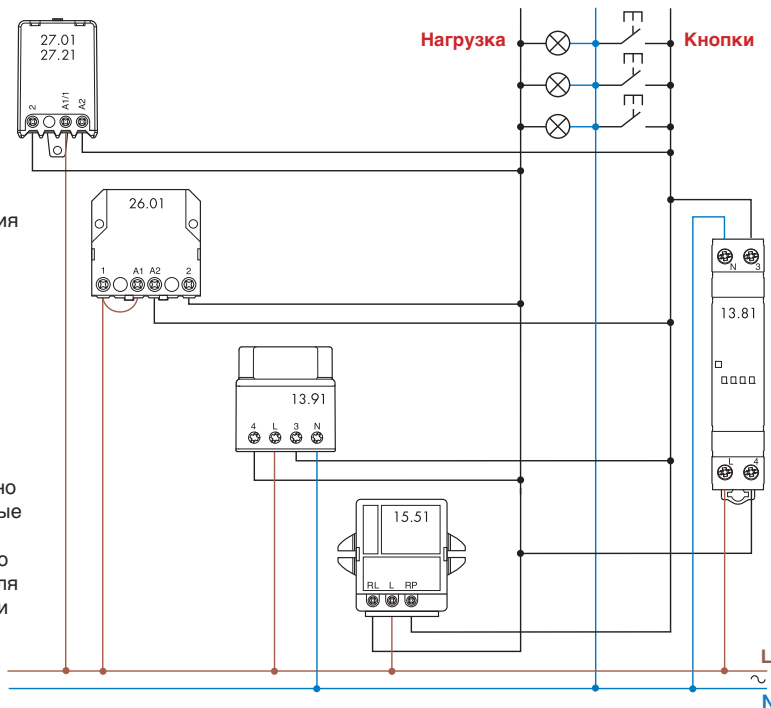 27.01
27.21
2 A1/1 A2
Нагрузка
Кнопки
ия
26.01
1 A1 A2 2
N 3
13.81
L 4
13.91
4 L 3 N
но
ые
о
ля
и
15.51
RL L RP
L
~
N